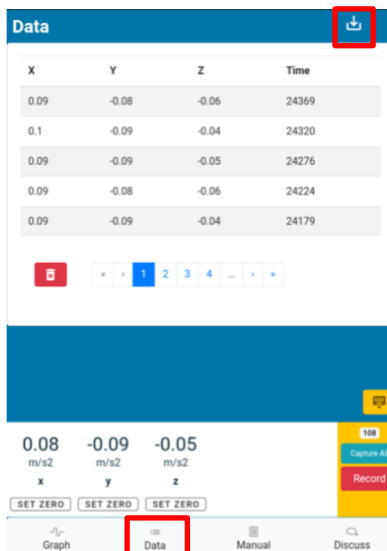 Data
X Y Z Time
0.09 -0.08 -0.06 24369
0.1 -0.09 -0.04 24320
0.09 -0.09 -0.05 24276
0.09 -0.08 -0.06 24224
0.09 -0.09 -0.04 24179
« ‹ 1 2 3 4 … › »
108
0.08 -0.09 -0.05
m/s2 m/s2 m/s2
Capture
x y z
Record
SET ZERO SET ZERO SET ZERO
Graph Data Manual Discuss